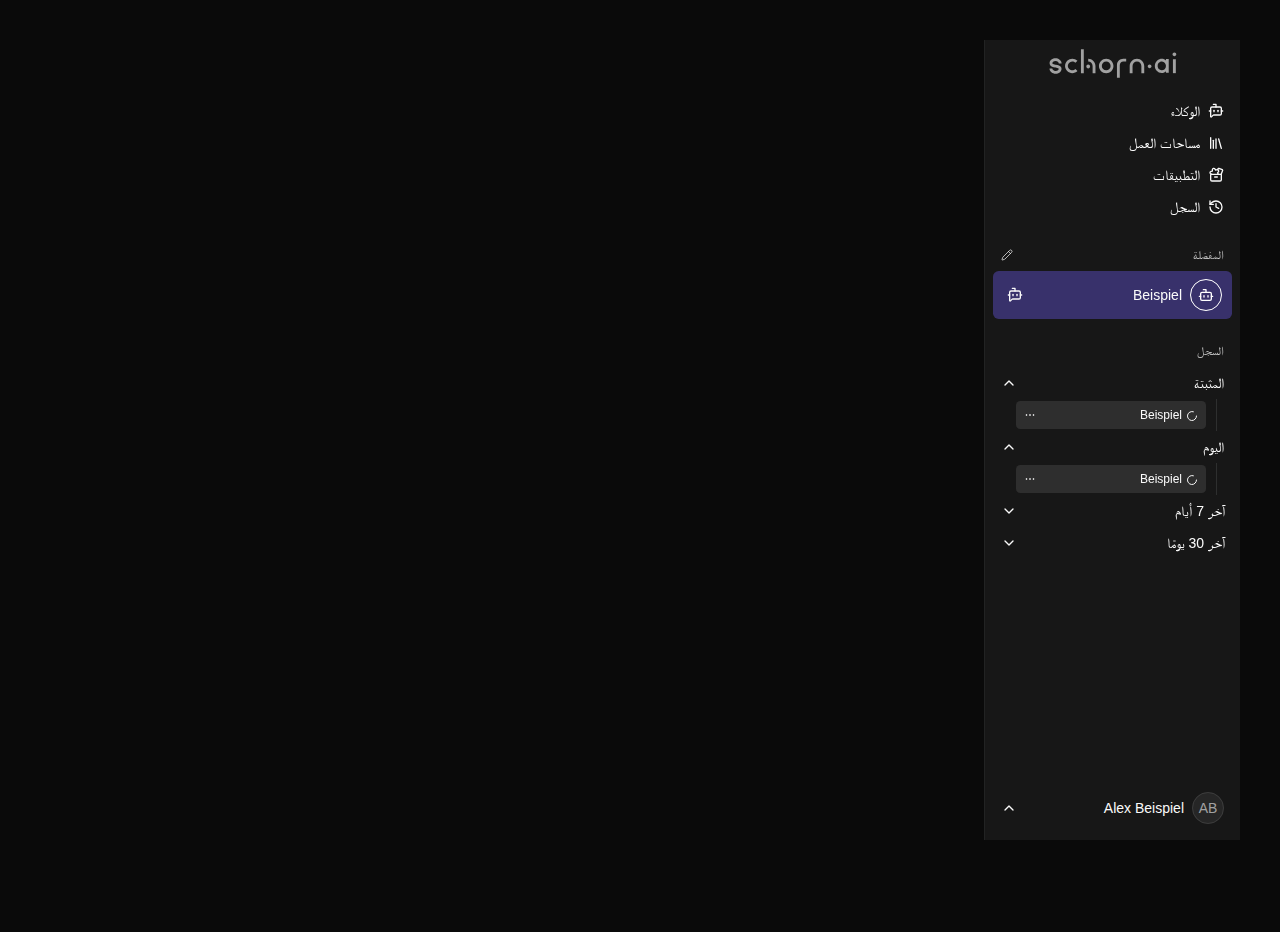 schorn.ai
الوكلاء
مساحات العمل
التطبيقات
السجل
المفضلة
Beispiel
السجل
المثبتة
Beispiel
اليوم
Beispiel
آخر 7 أيام
آخر 30 يومًا
AB Alex Beispiel